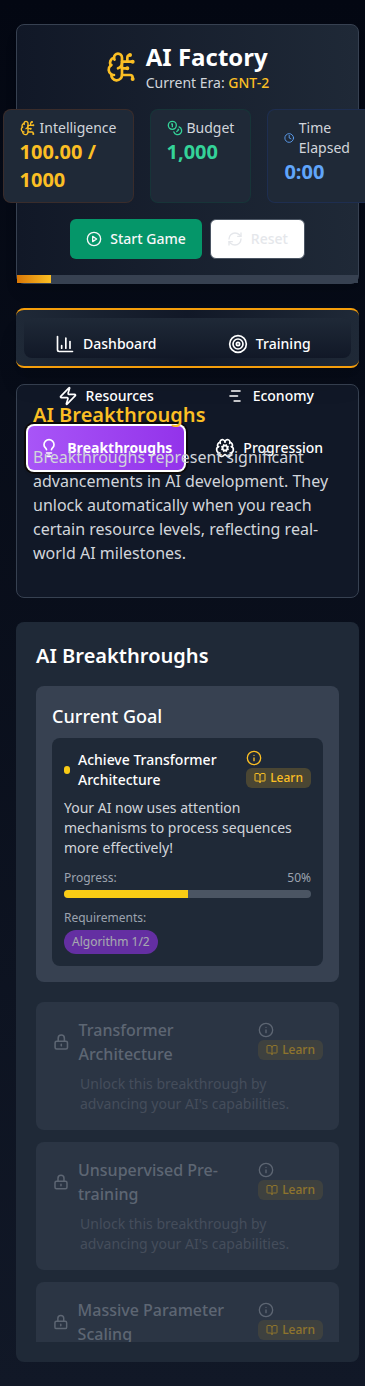 AI Factory
Current Era: GNT-2
Intelligence
100.00 /
1000
Budget
1,000
Time
Elapsed
0:00
Start Game
Reset
Dashboard
Training
Resources
Economy
AI Breakthroughs
Breakthroughs
Progression
Breakthroughs represent significant
advancements in AI development. They
unlock automatically when you reach
certain resource levels, reflecting real-
world AI milestones.
AI Breakthroughs
Current Goal
Achieve Transformer
Architecture
Learn
Your AI now uses attention
mechanisms to process sequences
more effectively!
Progress:
50%
Requirements:
Algorithm 1/2
Transformer
Architecture
Learn
Unlock this breakthrough by
advancing your AI's capabilities.
Unsupervised Pre-
training
Learn
Unlock this breakthrough by
advancing your AI's capabilities.
Massive Parameter
Scaling
Learn